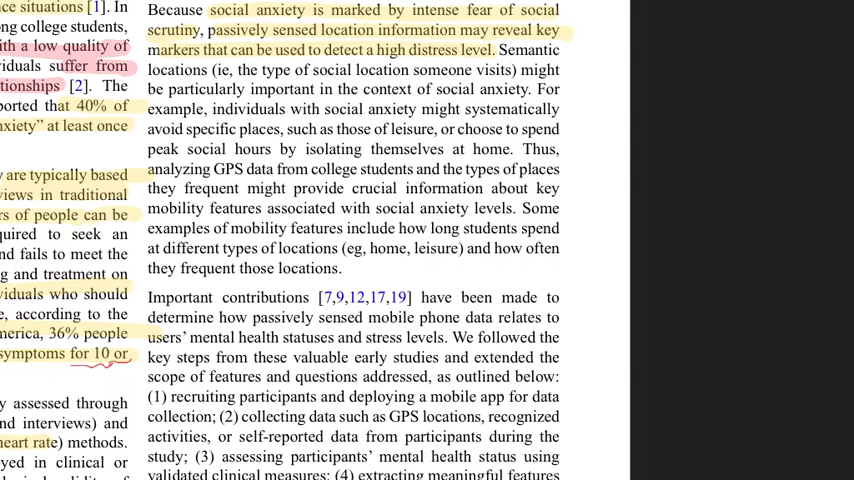 ce situations [1]. In
ng college students,
th a low quality of
viduals suffer from
tionships [2]. The
ported that 40% of
nxiety” at least once
y are typically based
views in traditional
rs of people can be
quired to seek an
nd fails to meet the
g and treatment on
viduals who should
e, according to the
merica, 36% people
symptoms for 10 or
y assessed through
nd interviews) and
heart rate) methods.
yed in clinical or
Because social anxiety is marked by intense fear of social
scrutiny, passively sensed location information may reveal key
markers that can be used to detect a high distress level. Semantic
locations (ie, the type of social location someone visits) might
be particularly important in the context of social anxiety. For
example, individuals with social anxiety might systematically
avoid specific places, such as those of leisure, or choose to spend
peak social hours by isolating themselves at home. Thus,
analyzing GPS data from college students and the types of places
they frequent might provide crucial information about key
mobility features associated with social anxiety levels. Some
examples of mobility features include how long students spend
at different types of locations (eg, home, leisure) and how often
they frequent those locations.
Important contributions [7,9,12,17,19] have been made to
determine how passively sensed mobile phone data relates to
users’ mental health statuses and stress levels. We followed the
key steps from these valuable early studies and extended the
scope of features and questions addressed, as outlined below:
(1) recruiting participants and deploying a mobile app for data
collection; (2) collecting data such as GPS locations, recognized
activities, or self-reported data from participants during the
study; (3) assessing participants’ mental health status using
validated clinical measures; (4) extracting meaningful features